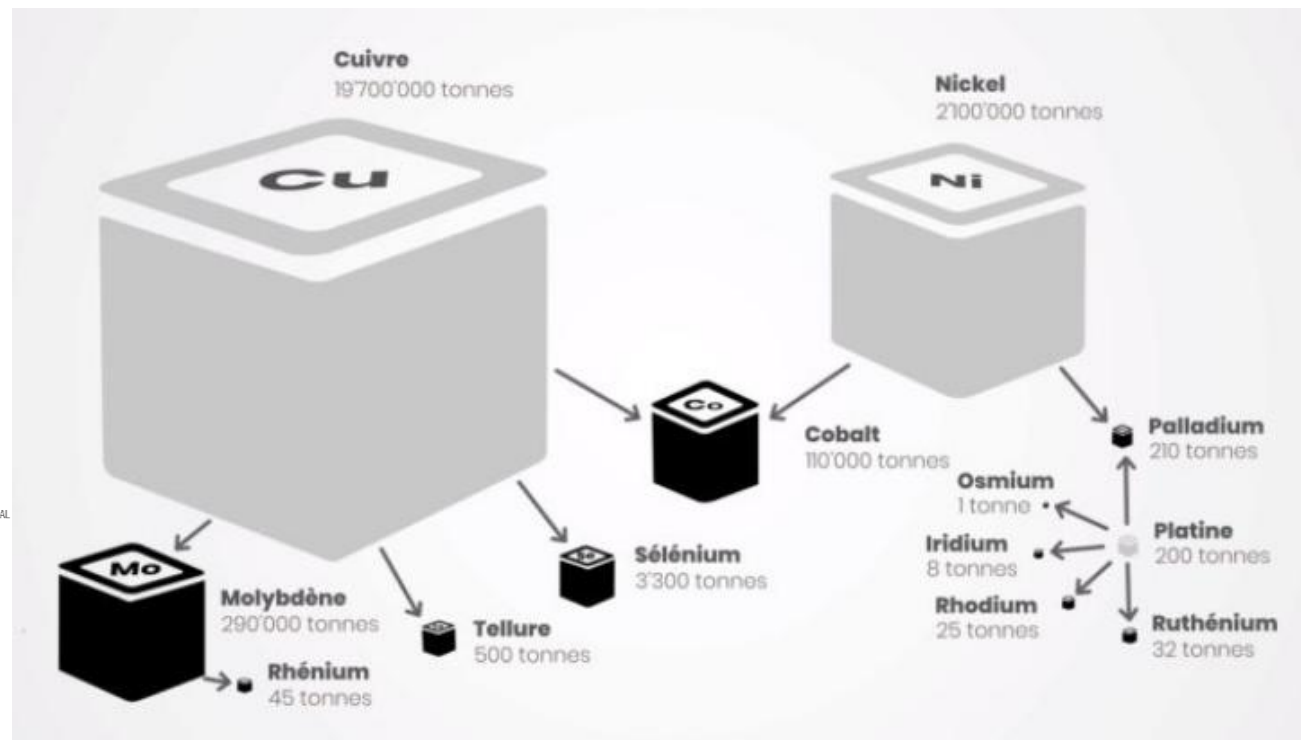 Cuivre
19'700'000 tonnes
Nickel
2'100'000 tonnes
Cu
Ni
Co
Cobalt
110'000 tonnes
Palladium
210 tonnes
Osmium
1 tonne
Platine
200 tonnes
Iridium
8 tonnes
Rhodium
25 tonnes
Ruthénium
32 tonnes
Mo
Molybdène
290'000 tonnes
Se
Sélénium
3'300 tonnes
Tellure
500 tonnes
Rhénium
45 tonnes
AL